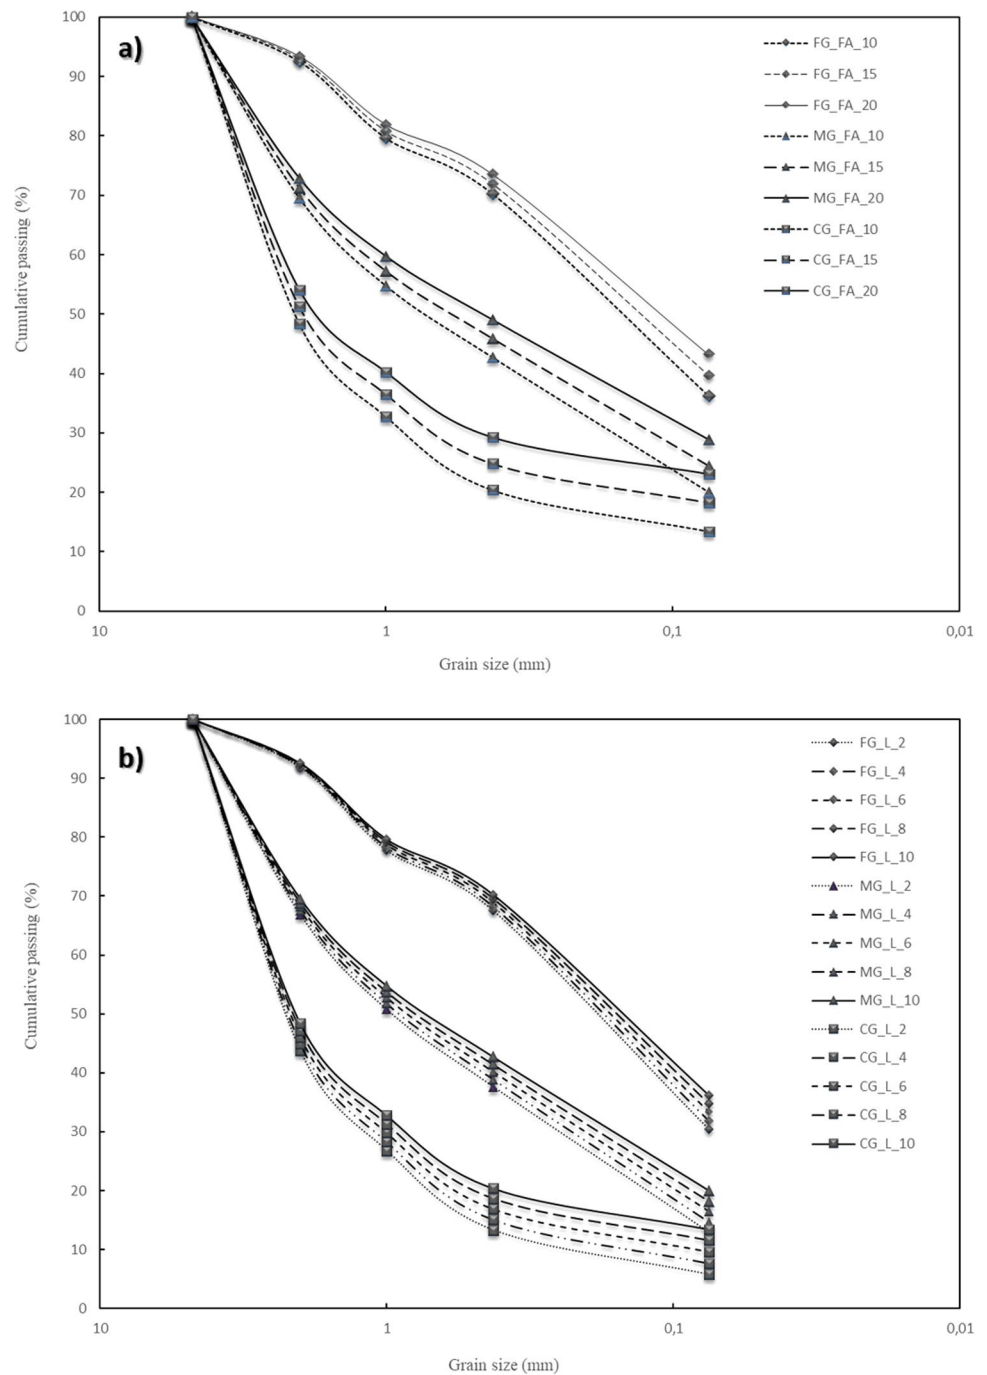 a)
100
90
80
70
60
50
40
30
20
10
0
10
1
0,1
0,01
Cumulative passing (%)
Grain size (mm)
FG_FA_10
FG_FA_15
FG_FA_20
MG_FA_10
MG_FA_15
MG_FA_20
CG_FA_10
CG_FA_15
CG_FA_20
b)
100
90
80
70
60
50
40
30
20
10
0
10
1
0,1
0,01
Cumulative passing (%)
Grain size (mm)
FG_L_2
FG_L_4
FG_L_6
FG_L_8
FG_L_10
MG_L_2
MG_L_4
MG_L_6
MG_L_8
MG_L_10
CG_L_2
CG_L_4
CG_L_6
CG_L_8
CG_L_10